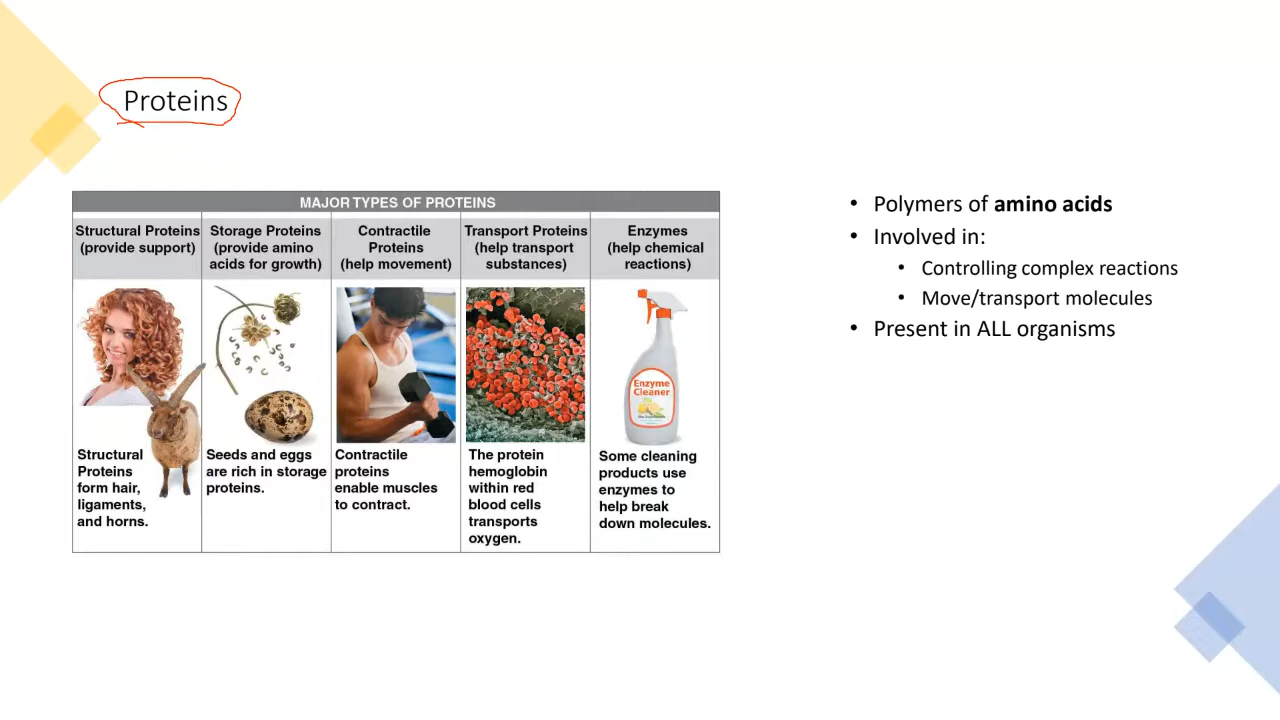 Proteins
MAJOR TYPES OF PROTEINS
Structural Proteins
(provide support)
Storage Proteins
(provide amino
acids for growth)
Contractile
Proteins
(help movement)
Transport Proteins
(help transport
substances)
Enzymes
(help chemical
reactions)
Enzyme
Cleaner
Structural
Proteins
form hair,
ligaments,
and horns.
Seeds and eggs
are rich in storage
proteins.
Contractile
proteins
enable muscles
to contract.
The protein
hemoglobin
within red
blood cells
transports
oxygen.
Some cleaning
products use
enzymes to
help break
down molecules.
• Polymers of amino acids
• Involved in:
• Controlling complex reactions
• Move/transport molecules
• Present in ALL organisms